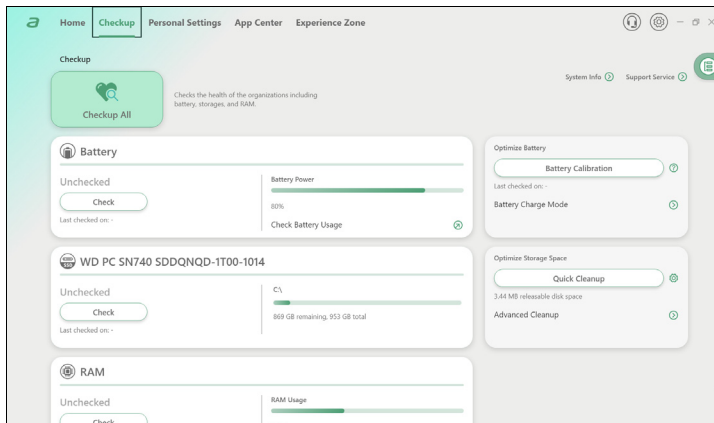 a Home Checkup Personal Settings App Center Experience Zone
Checkup
Checkup All
Checks the health of the organizations including
battery, storages, and RAM.
System Info Support Service
Battery
Unchecked
Check
Last checked on: -
Battery Power
80%
Check Battery Usage
Optimize Battery
Battery Calibration
Last checked on: -
Battery Charge Mode
SSD WD PC SN740 SDDQNQD-1T00-1014
Unchecked
Check
Last checked on: -
C:\
869 GB remaining, 953 GB total
Optimize Storage Space
Quick Cleanup
3.44 MB releasable disk space
Advanced Cleanup
RAM
Unchecked
Check
RAM Usage